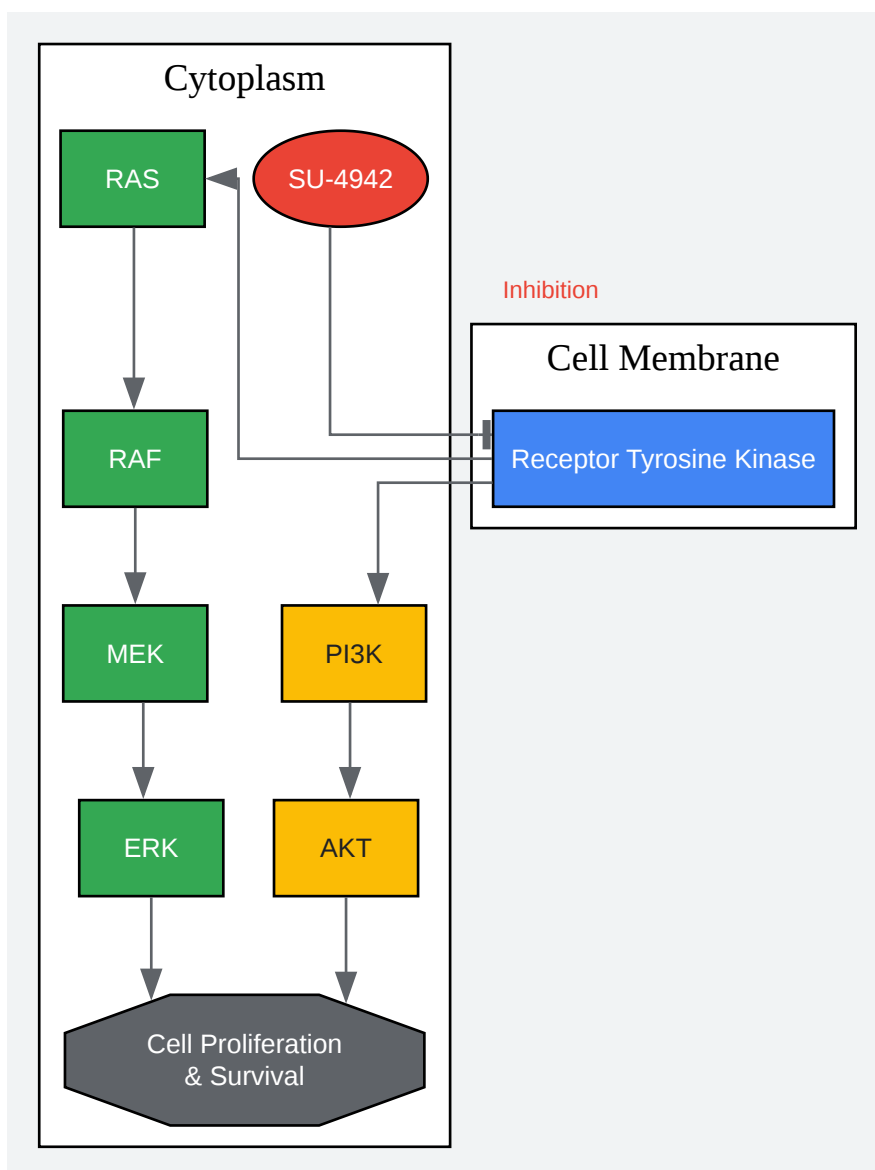 Cytoplasm
RAS
SU-4942
Inhibition
Cell Membrane
RAF
Receptor Tyrosine Kinase
MEK
PI3K
ERK
AKT
Cell Proliferation
& Survival